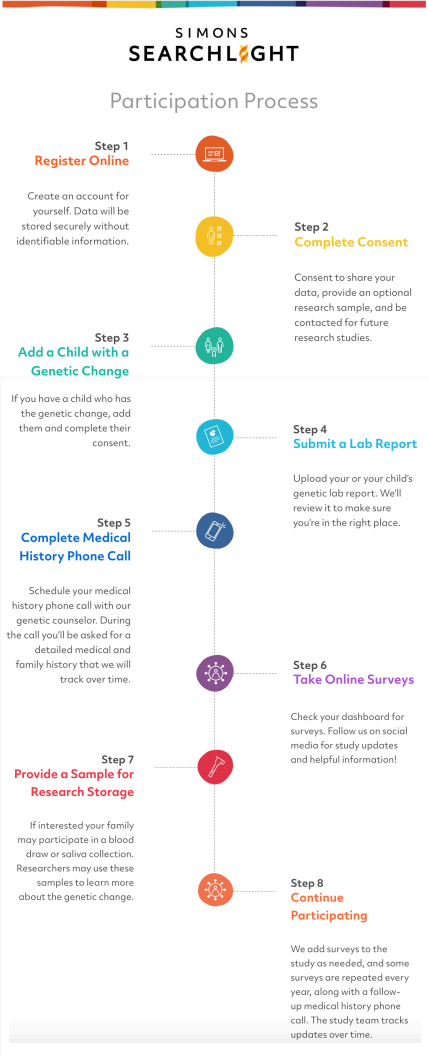 SIMONS
SEARCHLIGHT
Participation Process
Step 1
Register Online
Create an account for
yourself. Data will be
stored securely without
identifiable information.
Step 2
Complete Consent
Consent to share your
data, provide an optional
research sample, and be
contacted for future
research studies.
Step 3
Add a Child with a
Genetic Change
If you have a child who has
the genetic change, add
them and complete their
consent.
Step 4
Submit a Lab Report
Upload your or your child's
genetic lab report. We'll
review it to make sure
you're in the right place.
Step 5
Complete Medical
History Phone Call
Schedule your medical
history phone call with our
genetic counselor. During
the call you'll be asked for a
detailed medical and
family history that we will
track over time.
Step 6
Take Online Surveys
Check your dashboard for
surveys. Follow us on social
media for study updates
and helpful information!
Step 7
Provide a Sample for
Research Storage
If interested your family
may participate in a blood
draw or saliva collection.
Researchers may use these
samples to learn more
about the genetic change.
Step 8
Continue
Participating
We add surveys to the
study as needed, and some
surveys are repeated every
year, along with a follow-
up medical history phone
call. The study team tracks
updates over time.